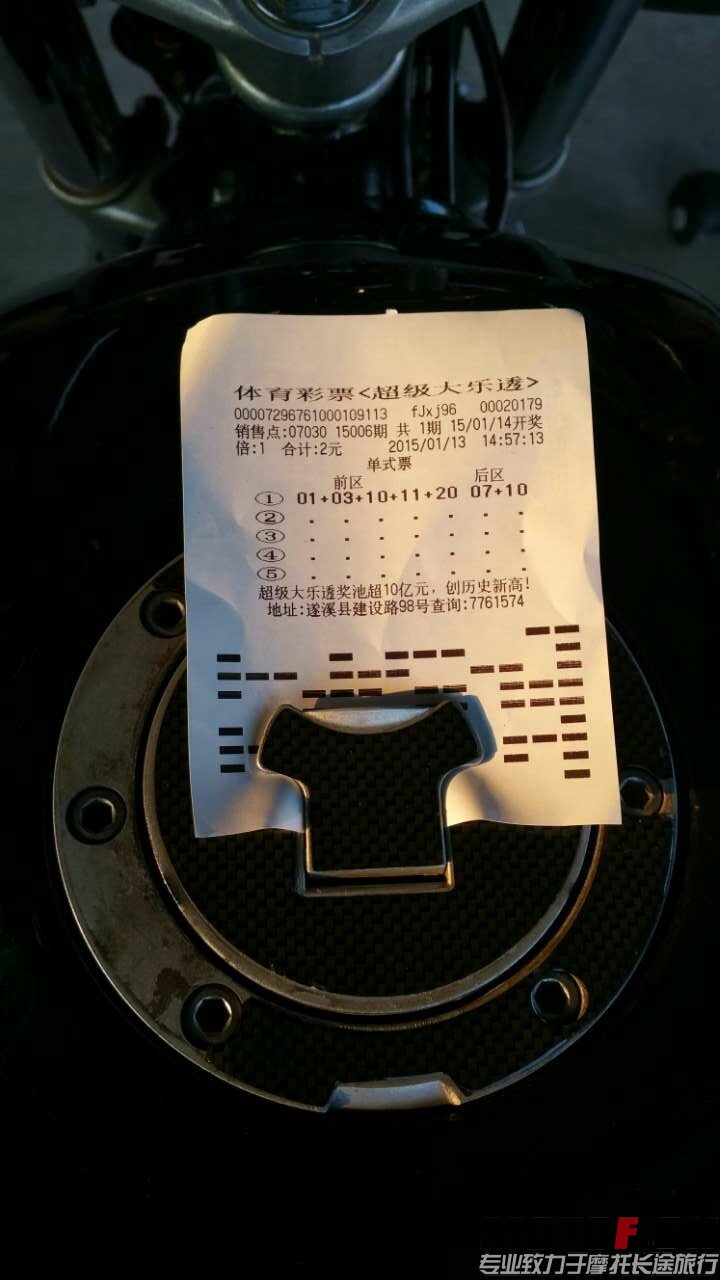 体育彩票<超级大乐透>
00007296761000109113 fJxj96 00020179
销售点:07030 15006期 共 1期 15/01/14开奖
倍:1 合计:2元 2015/01/13 14:57:13
单式票
前区 后区
① 01+03+10+11+20 07+10
② . . . . . . .
③ . . . . . . .
④ . . . . . . .
⑤ . . . . . . .
超级大乐透奖池超10亿元，创历史新高!
地址:遂溪县建设路98号查询:7761574
F
专业致力于摩托长途旅行